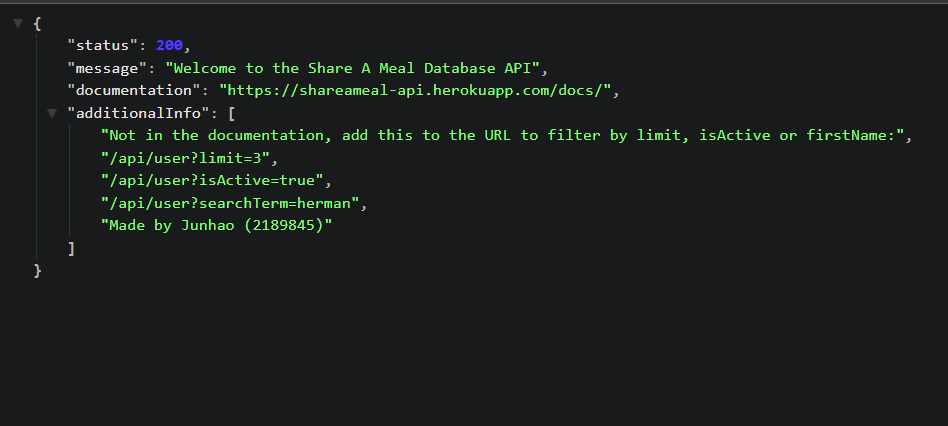 {
"status": 200,
"message": "Welcome to the Share A Meal Database API",
"documentation": "https://shareameal-api.herokuapp.com/docs/",
"additionalInfo": [
"Not in the documentation, add this to the URL to filter by limit, isActive or firstName:",
"/api/user?limit=3",
"/api/user?isActive=true",
"/api/user?searchTerm=herman",
"Made by Junhao (2189845)"
]
}